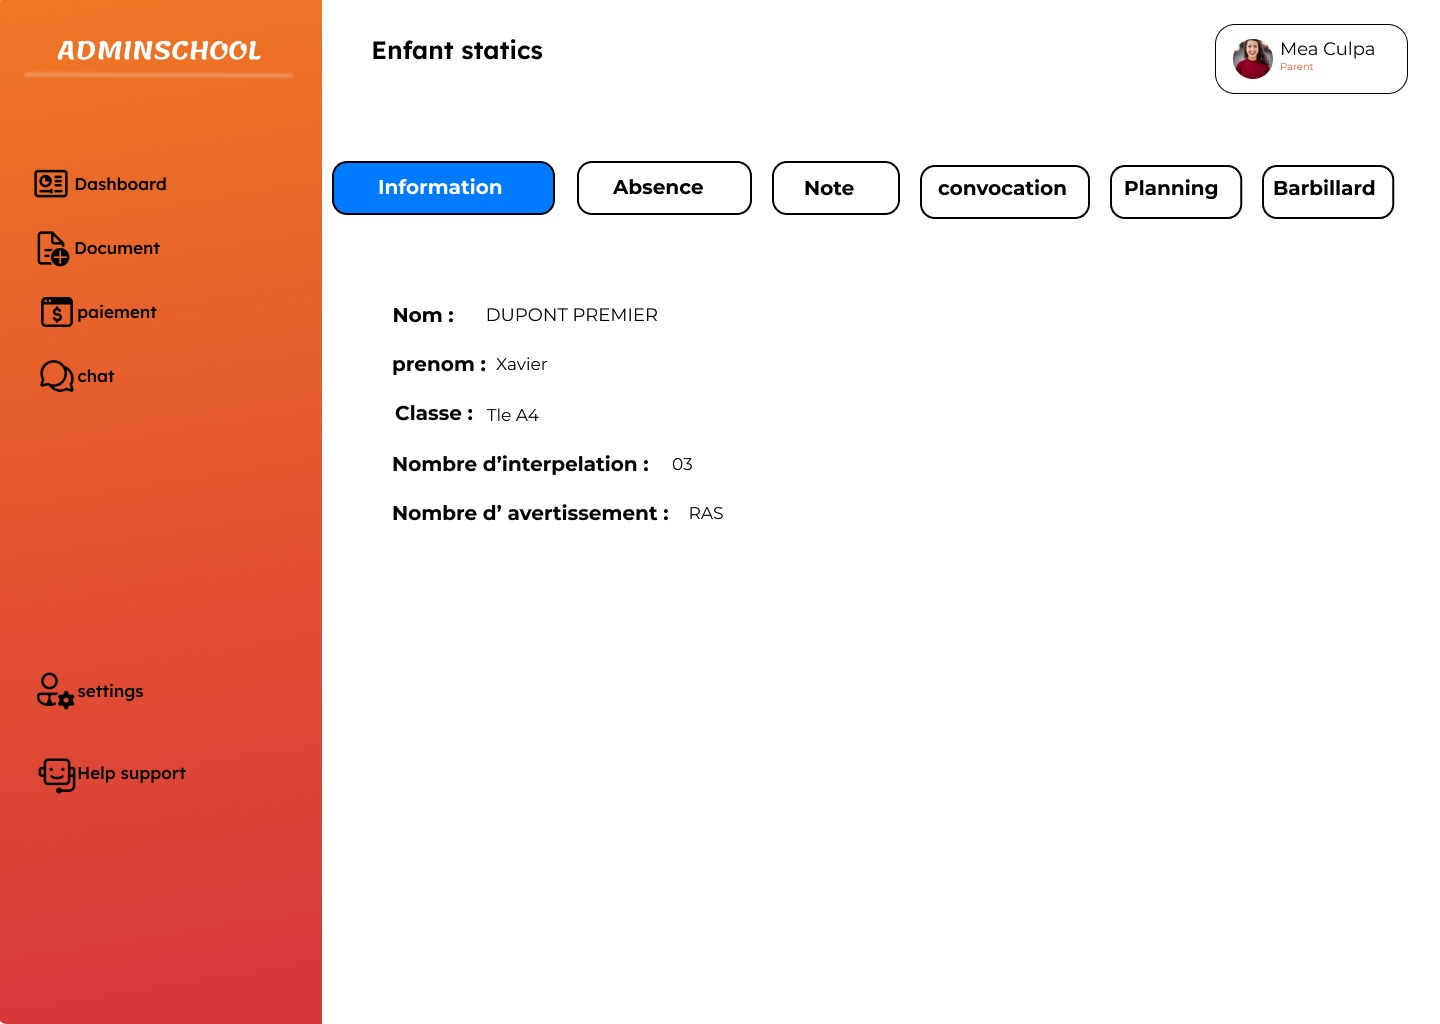 ADMINSCHOOL
Enfant statics
Mea Culpa
Parent
Dashboard
Document
paiement
chat
settings
Help support
Information
Absence
Note
convocation
Planning
Barbillard
Nom : DUPONT PREMIER
prenom : Xavier
Classe : Tle A4
Nombre d’interpelation : 03
Nombre d’ avertissement : RAS